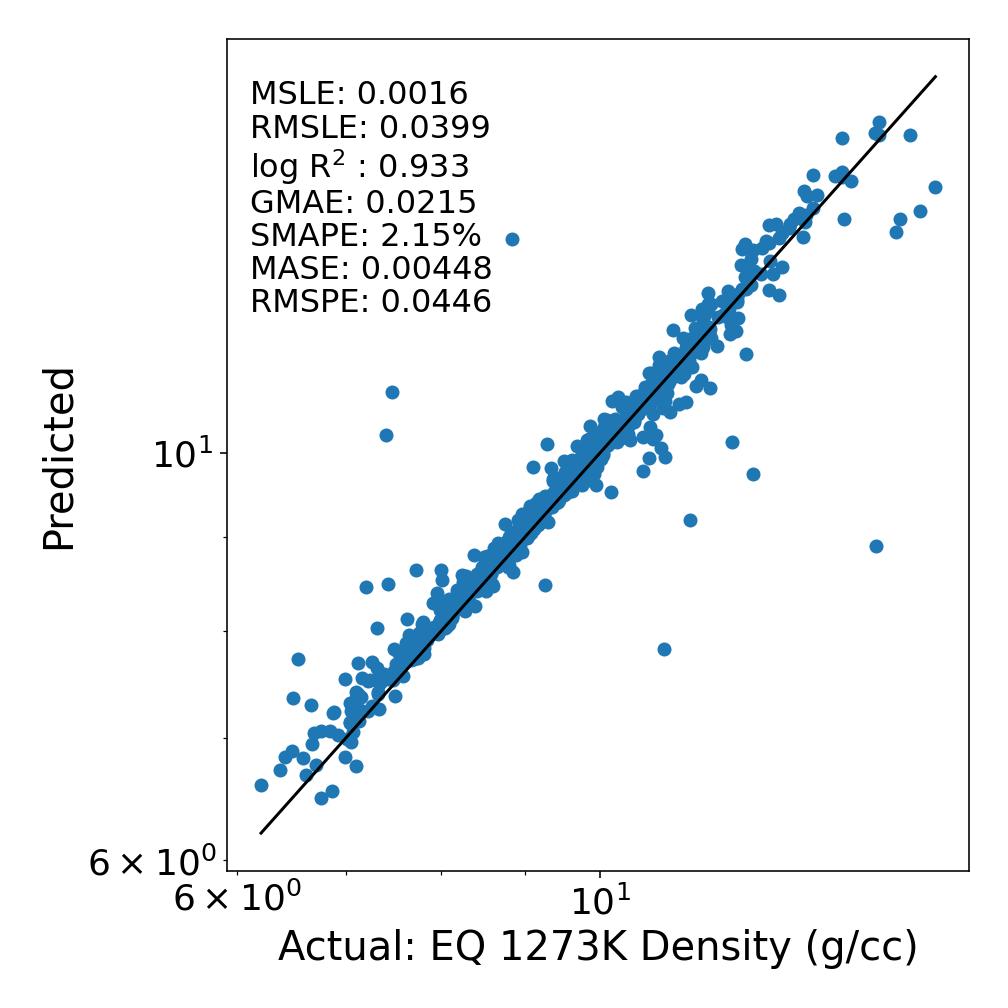 MSLE: 0.0016
RMSLE: 0.0399
log R² : 0.933
GMAE: 0.0215
SMAPE: 2.15%
MASE: 0.00448
RMSPE: 0.0446
Predicted
10¹
6 × 10⁰
6 × 10⁰
10¹
Actual: EQ 1273K Density (g/cc)